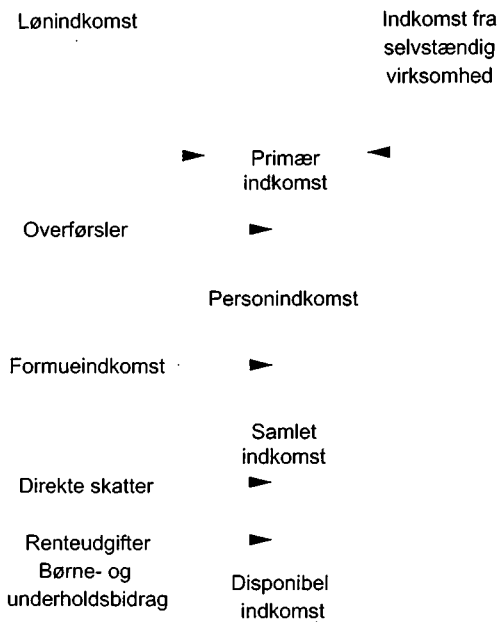 Lønindkomst
Indkomst fra
selvstændig
virksomhed
Primær
indkomst
Overførsler
Personindkomst
Formueindkomst
Samlet
indkomst
Direkte skatter
Renteudgifter
Børne- og
underholdsbidrag
Disponibel
indkomst